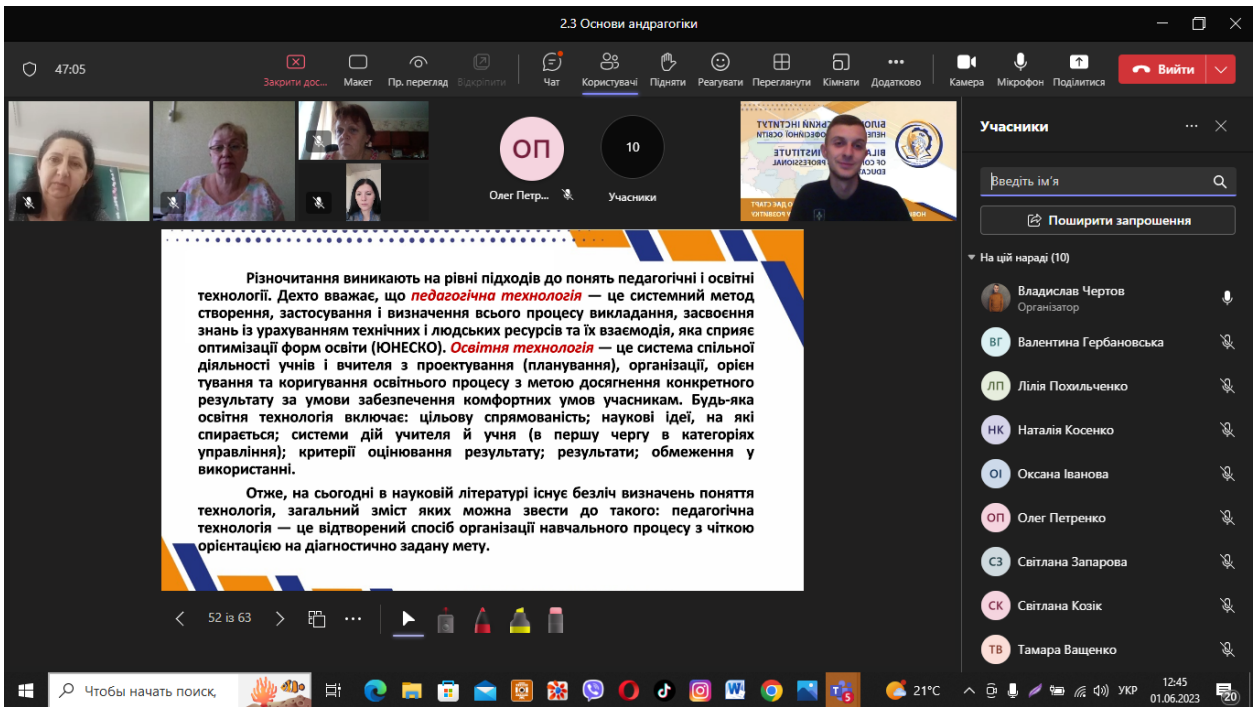 2.3 Основи андрагогіки
47:05
Закрити дос...
Макет
Пр. перегляд
Відкріпити
Чат
Користувачі
Підняти
Реагувати
Переглянути
Кімнати
Додатково
Камера
Мікрофон
Поділитися
Вийти
ОП
Олег Петр...
10
Учасники
Різночитання виникають на рівні підходів до понять педагогічні і освітні
технології. Дехто вважає, що педагогічна технологія — це системний метод
створення, застосування і визначення всього процесу викладання, засвоєння
знань із урахуванням технічних і людських ресурсів та їх взаємодія, яка сприяє
оптимізації форм освіти (ЮНЕСКО). Освітня технологія — це система спільної
діяльності учнів і вчителя з проектування (планування), організації, орієн
тування та коригування освітнього процесу з метою досягнення конкретного
результату за умови забезпечення комфортних умов учасникам. Будь-яка
освітня технологія включає: цільову спрямованість; наукові ідеї, на які
спирається; системи дій учителя й учня (в першу чергу в категоріях
управління); критерії оцінювання результату; результати; обмеження у
використанні.
Отже, на сьогодні в науковій літературі існує безліч визначень поняття
технологія, загальний зміст яких можна звести до такого: педагогічна
технологія — це відтворений спосіб організації навчального процесу з чіткою
орієнтацією на діагностично задану мету.
52 із 63
Учасники
Введіть ім'я
Поширити запрошення
На цій нараді (10)
Владислав Чертов
Організатор
ВГ Валентина Гербановська
ЛП Лілія Похильченко
НК Наталія Косенко
ОІ Оксана Іванова
ОП Олег Петренко
СЗ Світлана Запарова
СК Світлана Козік
ТВ Тамара Ващенко
Чтобы начать поиск,
21°C
УКР
12:45
01.06.2023
20